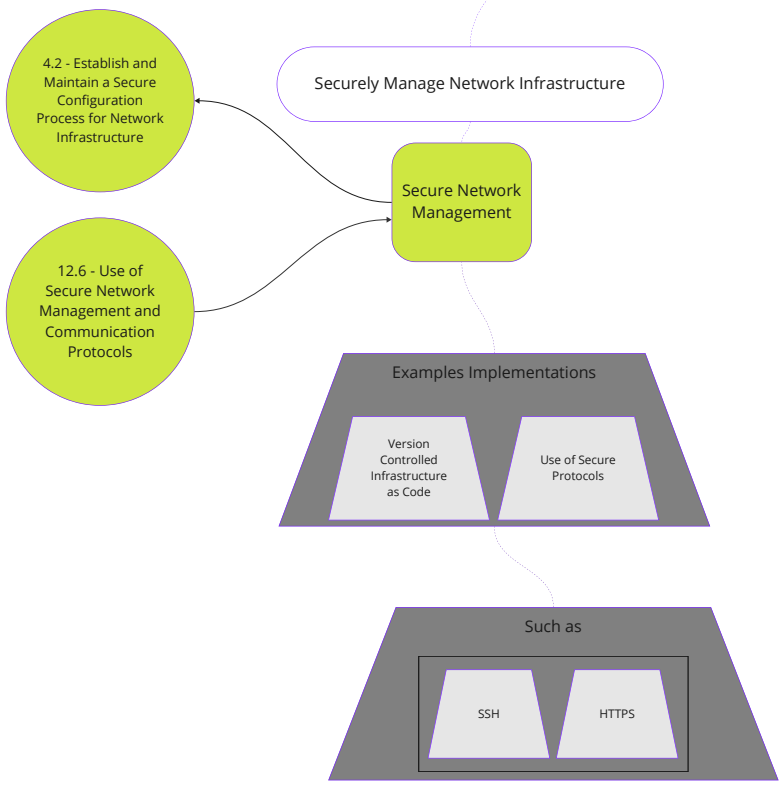 4.2 - Establish and
Maintain a Secure
Configuration
Process for Network
Infrastructure
Securely Manage Network Infrastructure
Secure Network
Management
12.6 - Use of
Secure Network
Management and
Communication
Protocols
Examples Implementations
Version
Controlled
Infrastructure
as Code
Use of Secure
Protocols
Such as
SSH
HTTPS